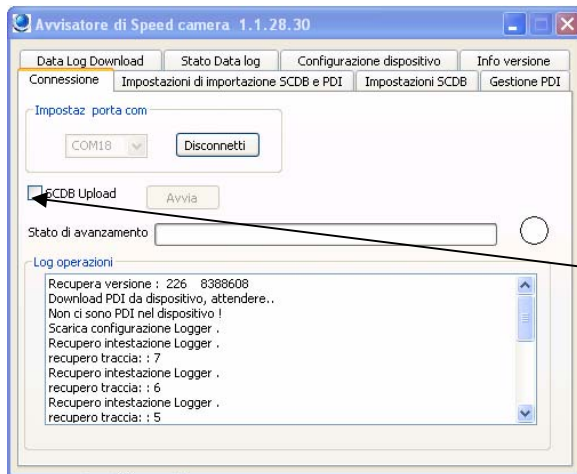 Avvisatore di Speed camera 1.1.28.30
Data Log Download Stato Data log Configurazione dispositivo Info versione
Connessione Impostazioni di importazione SCDB e PDI Impostazioni SCDB Gestione PDI
Impostaz porta com
COM18 Disconnetti
SCDB Upload Avvia
Stato di avanzamento
Log operazioni
Recupera versione : 226 8388608
Download PDI da dispositivo, attendere..
Non ci sono PDI nel dispositivo !
Scarica configurazione Logger .
Recupero intestazione Logger .
recupero traccia: : 7
Recupero intestazione Logger .
recupero traccia: : 6
Recupero intestazione Logger .
recupero traccia: : 5